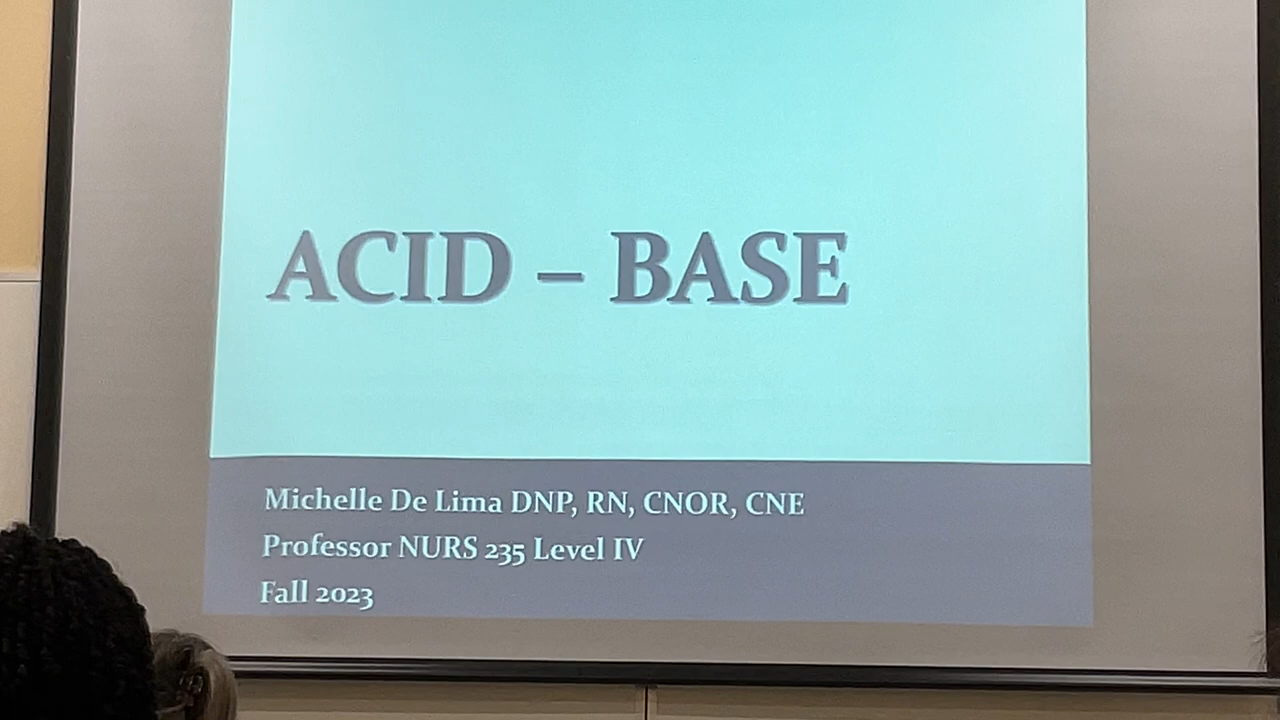 ACID – BASE
Michelle De Lima DNP, RN, CNOR, CNE
Professor NURS 235 Level IV
Fall 2023